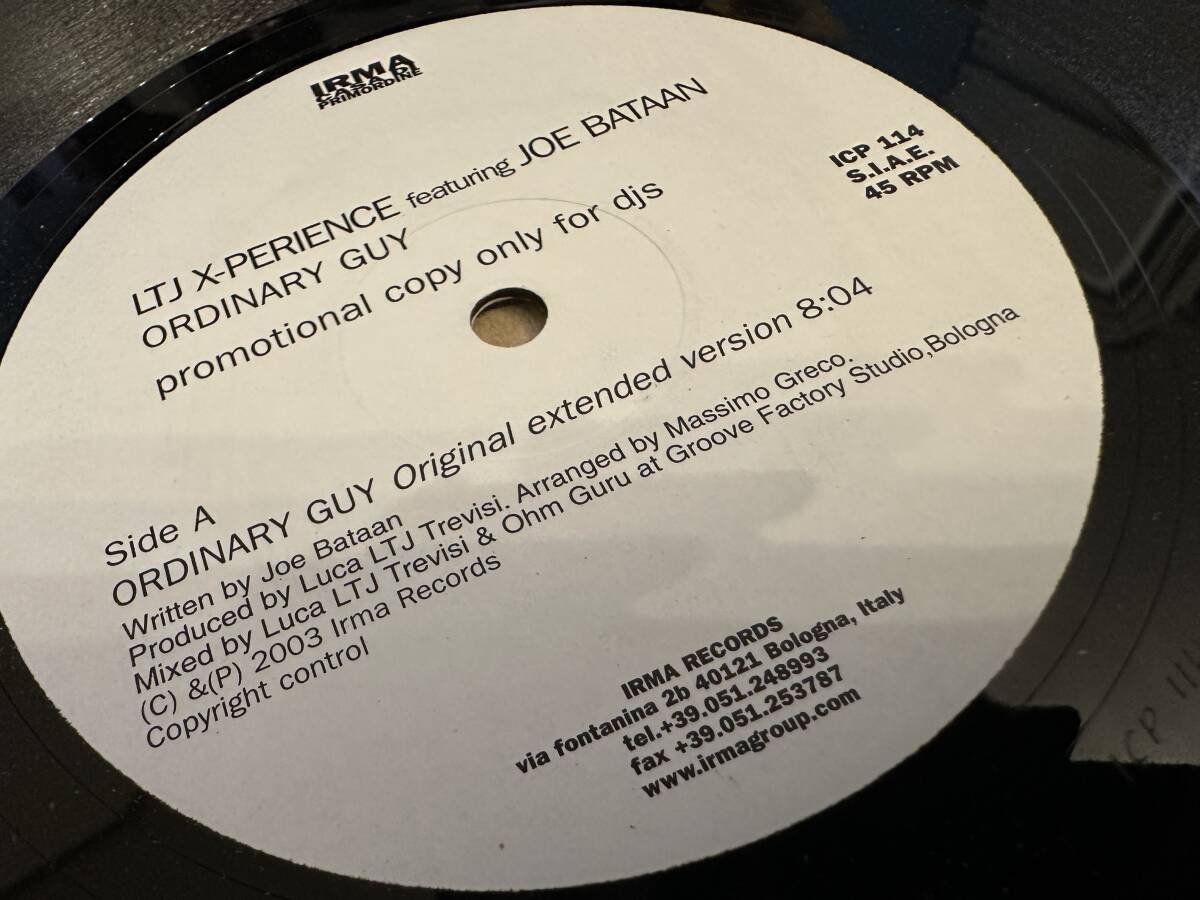 IRMA
CASA DI
PRIMORDINE
LTJ X-PERIENCE featuring JOE BATAAN
ORDINARY GUY
promotional copy only for djs
ICP 114
S.I.A.E.
45 RPM
Side A
ORDINARY GUY Original extended version 8:04
Written by Joe Bataan
Produced by Luca LTJ Trevisi. Arranged by Massimo Greco.
Mixed by Luca LTJ Trevisi & Ohm Guru at Groove Factory Studio,Bologna
(C) &(P) 2003 Irma Records
Copyright control
IRMA RECORDS
via fontanina 2b 40121 Bologna, Italy
tel.+39.051.248993
fax +39.051.253787
www.irmagroup.com
ICP